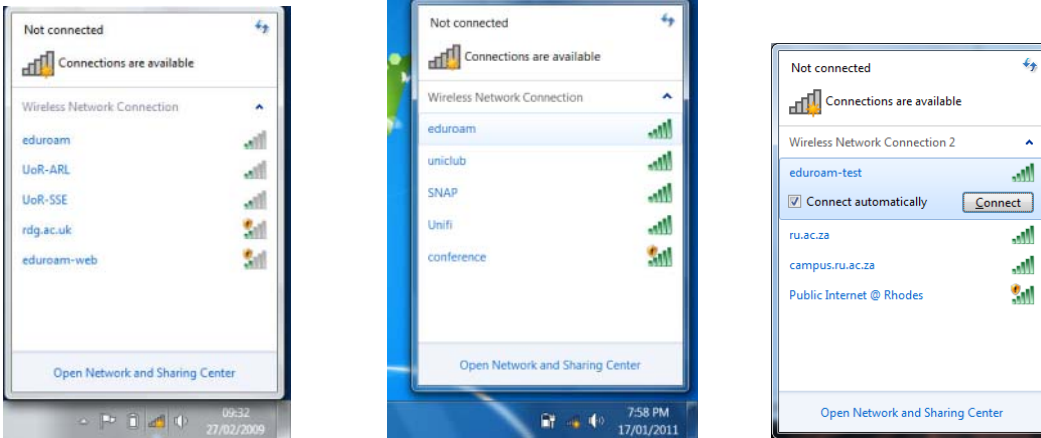 Not connected
Connections are available
Wireless Network Connection
eduroam
UoR-ARL
UoR-SSE
rdg.ac.uk
eduroam-web
Open Network and Sharing Center
09:32
27/02/2009
Not connected
Connections are available
Wireless Network Connection
eduroam
uniclub
SNAP
Unifi
conference
Open Network and Sharing Center
7:58 PM
17/01/2011
Not connected
Connections are available
Wireless Network Connection 2
eduroam-test
Connect automatically Connect
ru.ac.za
campus.ru.ac.za
Public Internet @ Rhodes
Open Network and Sharing Center